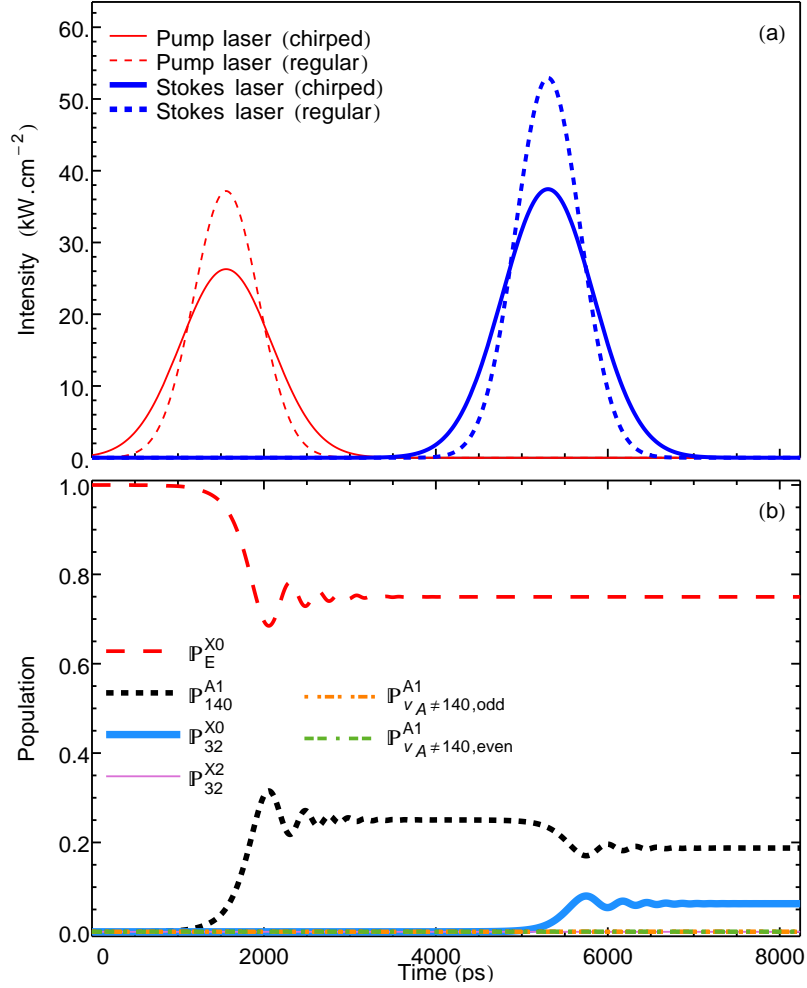 (a)
60.
50.
40.
30.
20.
10.
0.
Intensity (kW.cm⁻²)
Pump laser (chirped)
Pump laser (regular)
Stokes laser (chirped)
Stokes laser (regular)
(b)
1.0
0.8
0.6
0.4
0.2
0.0
Population
ℙ_E^X0
ℙ_140^A1
ℙ_32^X0
ℙ_32^X2
ℙ_{v_A≠140,odd}^A1
ℙ_{v_A≠140,even}^A1
0 2000 4000 6000 8000
Time (ps)